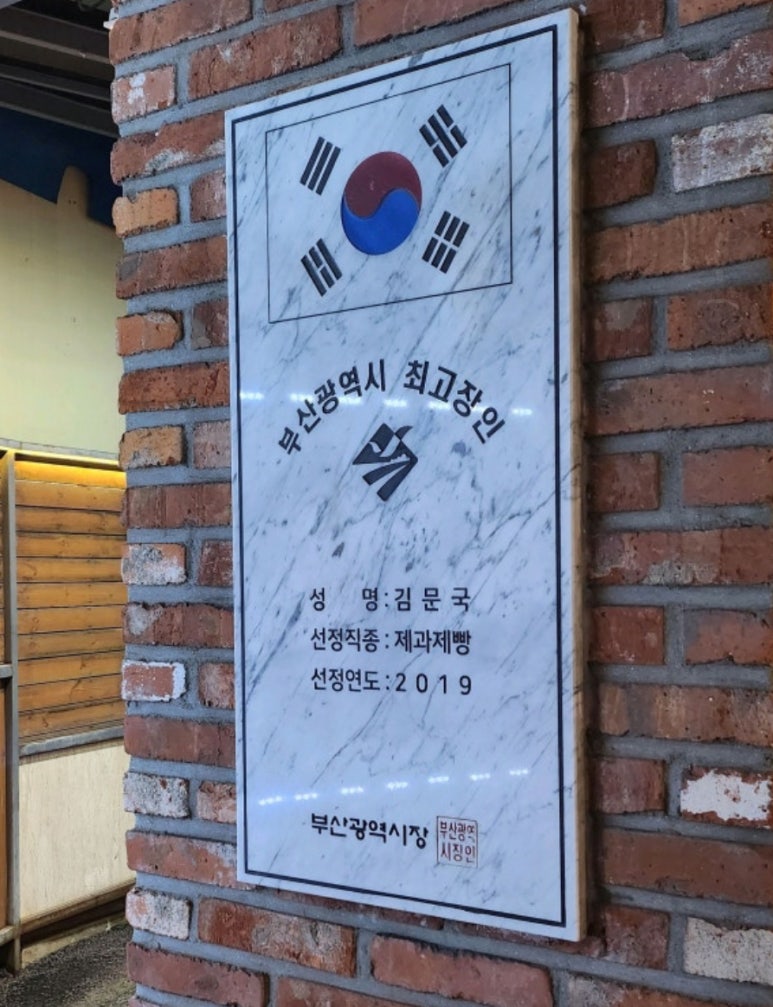 부산광역시 최고장인
성 명:김문국
선정직종:제과제빵
선정연도:2019
부산광역시장
부산광역
시장인